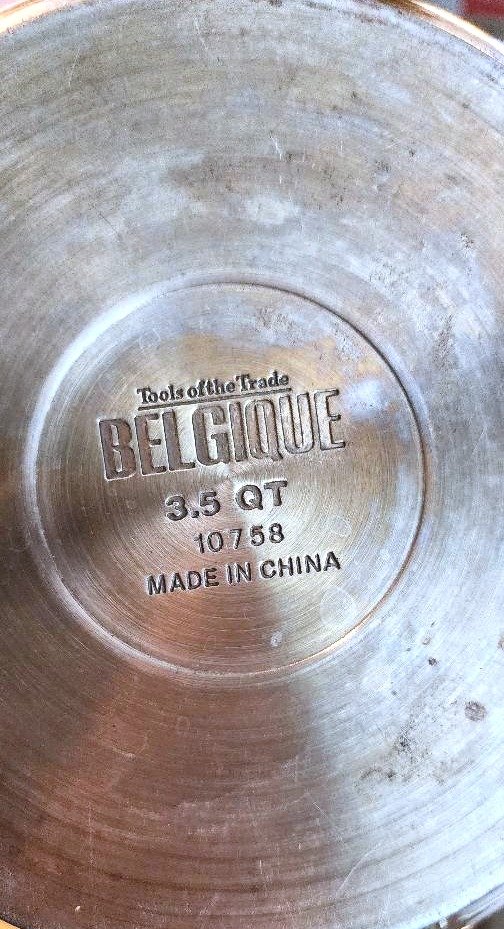 Tools of the Trade
BELGIQUE
3.5 QT
10758
MADE IN CHINA